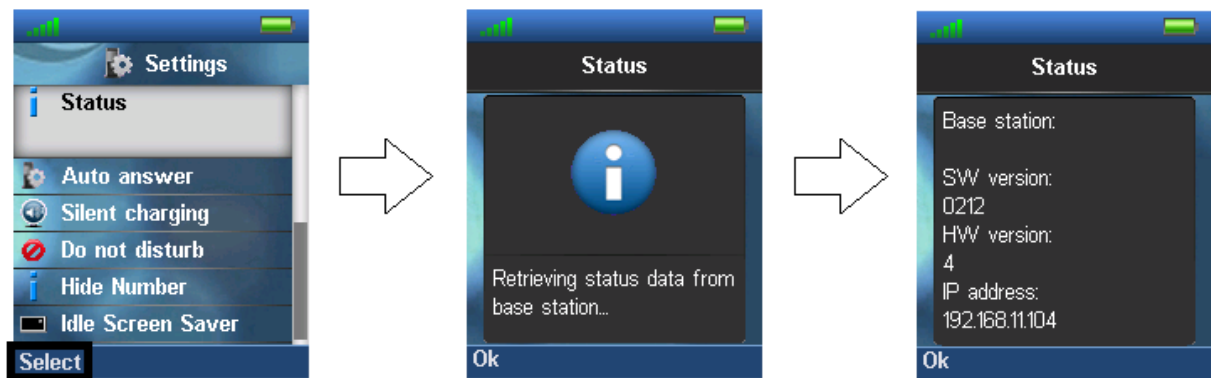 Settings
Status
Auto answer
Silent charging
Do not disturb
Hide Number
Idle Screen Saver
Select
Status
Retrieving status data from
base station...
Ok
Status
Base station:
SW version:
0212
HW version:
4
IP address:
192.168.11.104
Ok